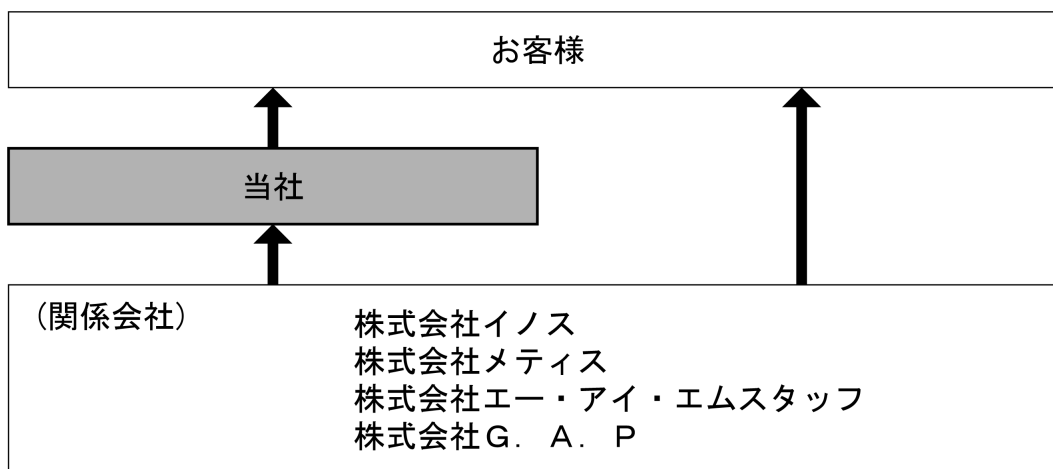 お客様
当社
(関係会社)
株式会社イノス
株式会社メティス
株式会社エー・アイ・エムスタッフ
株式会社Ｇ．Ａ．Ｐ